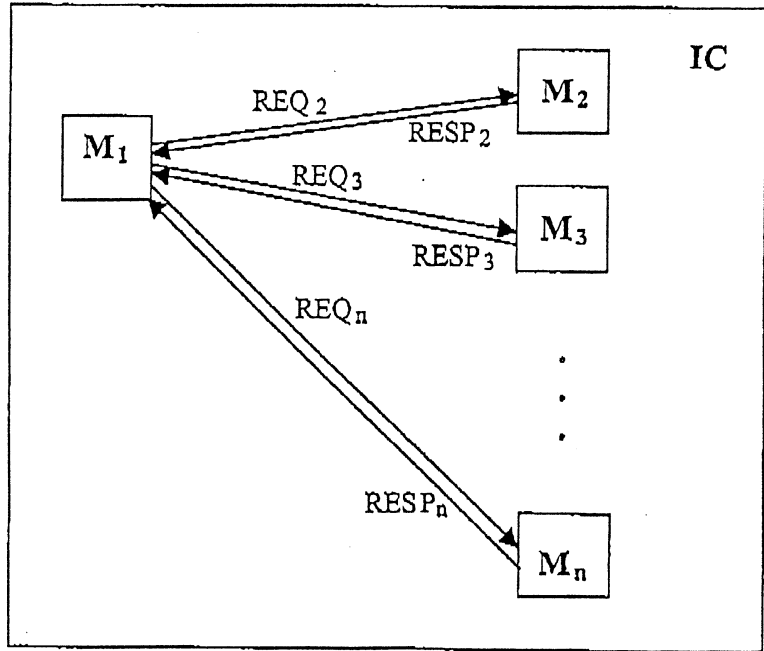 IC
M₂
REQ₂
RESP₂
M₁
REQ₃
M₃
RESP₃
REQₙ
RESPₙ
Mₙ